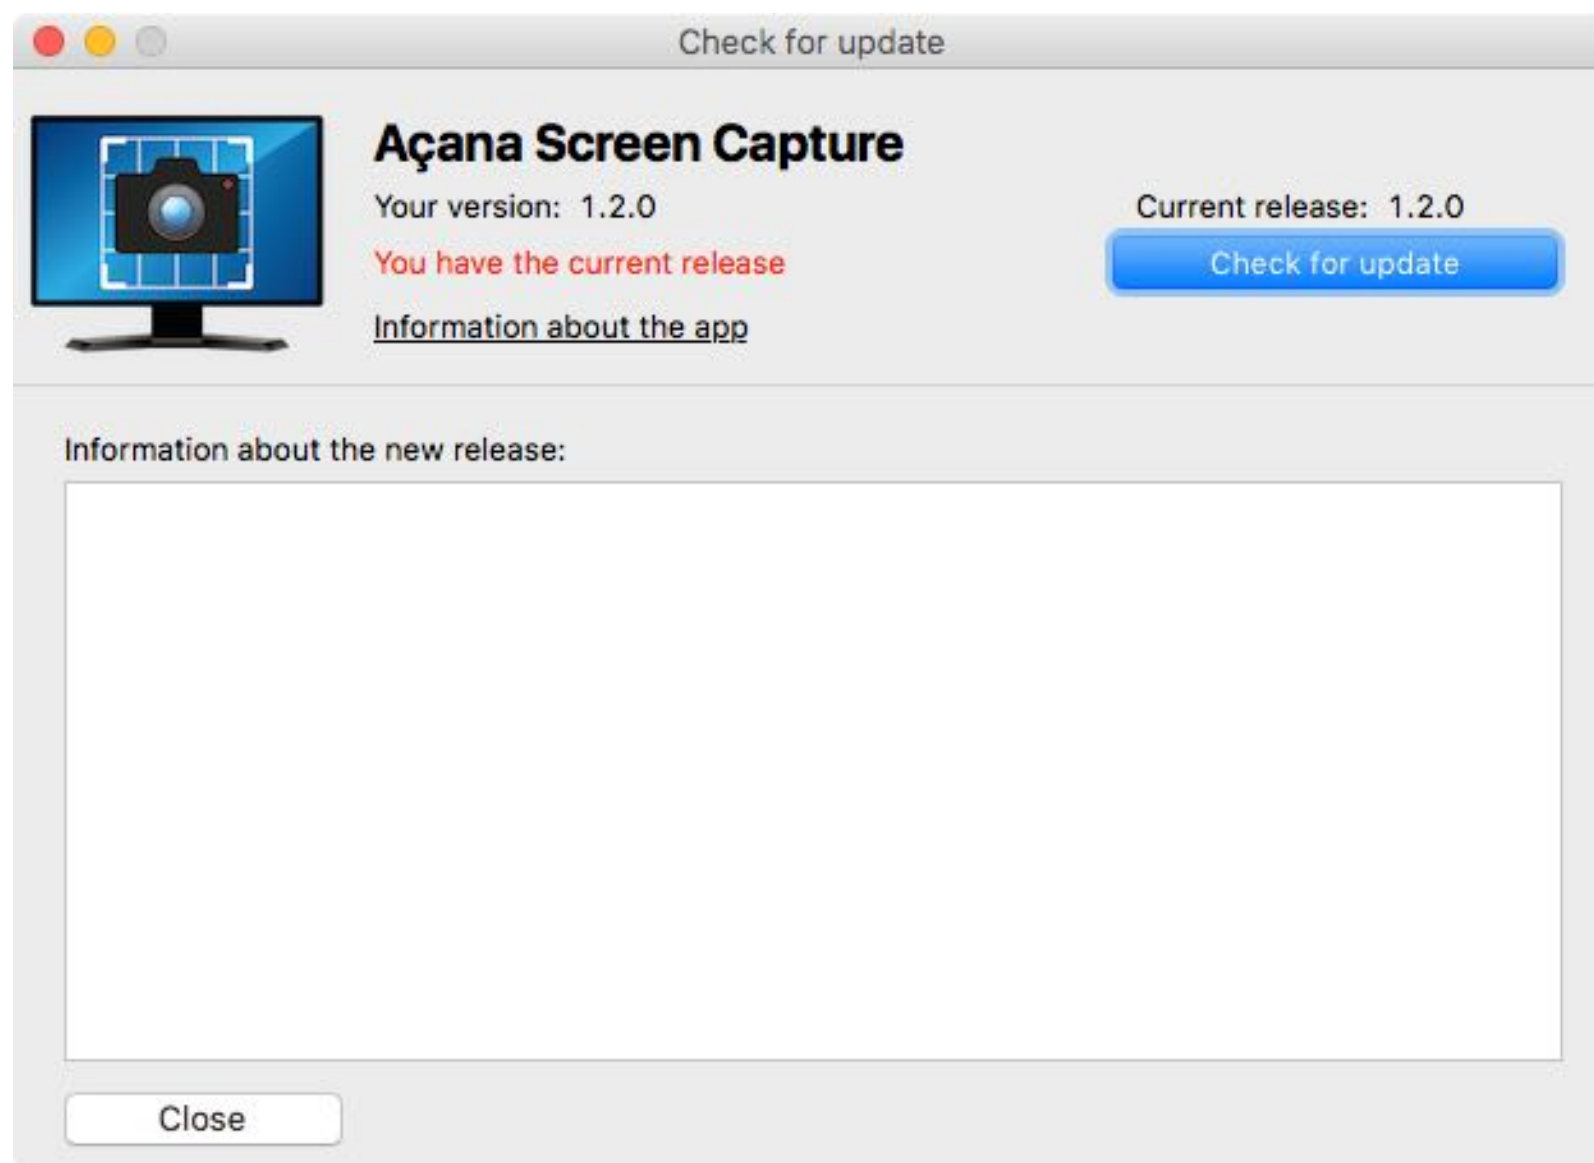 Check for update
Açana Screen Capture
Your version: 1.2.0
Current release: 1.2.0
You have the current release
Check for update
Information about the app
Information about the new release:
Close